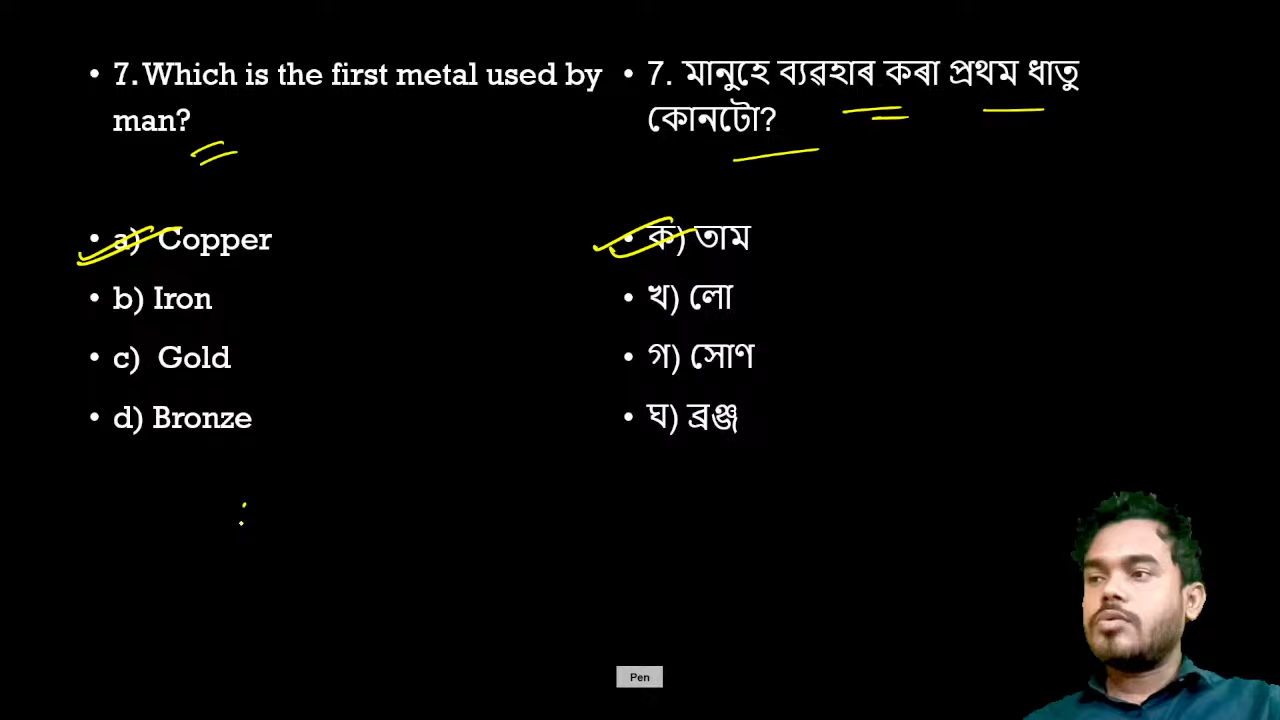 • 7. Which is the first metal used by
man?
• a) Copper
• b) Iron
• c) Gold
• d) Bronze
• 7. মানুহে ব্যৱহাৰ কৰা প্ৰথম ধাতু
কোনটো?
• ক) তাম
• খ) লো
• গ) সোণ
• ঘ) ব্ৰঞ্জ
Pen